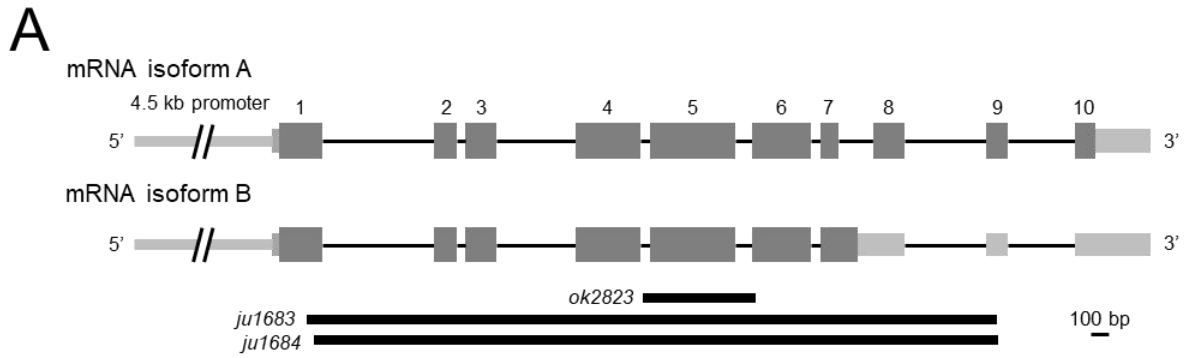 A
mRNA isoform A
4.5 kb promoter 1 2 3 4 5 6 7 8 9 10
5’ 3’
mRNA isoform B
5’ 3’
ok2823
ju1683 100 bp
ju1684